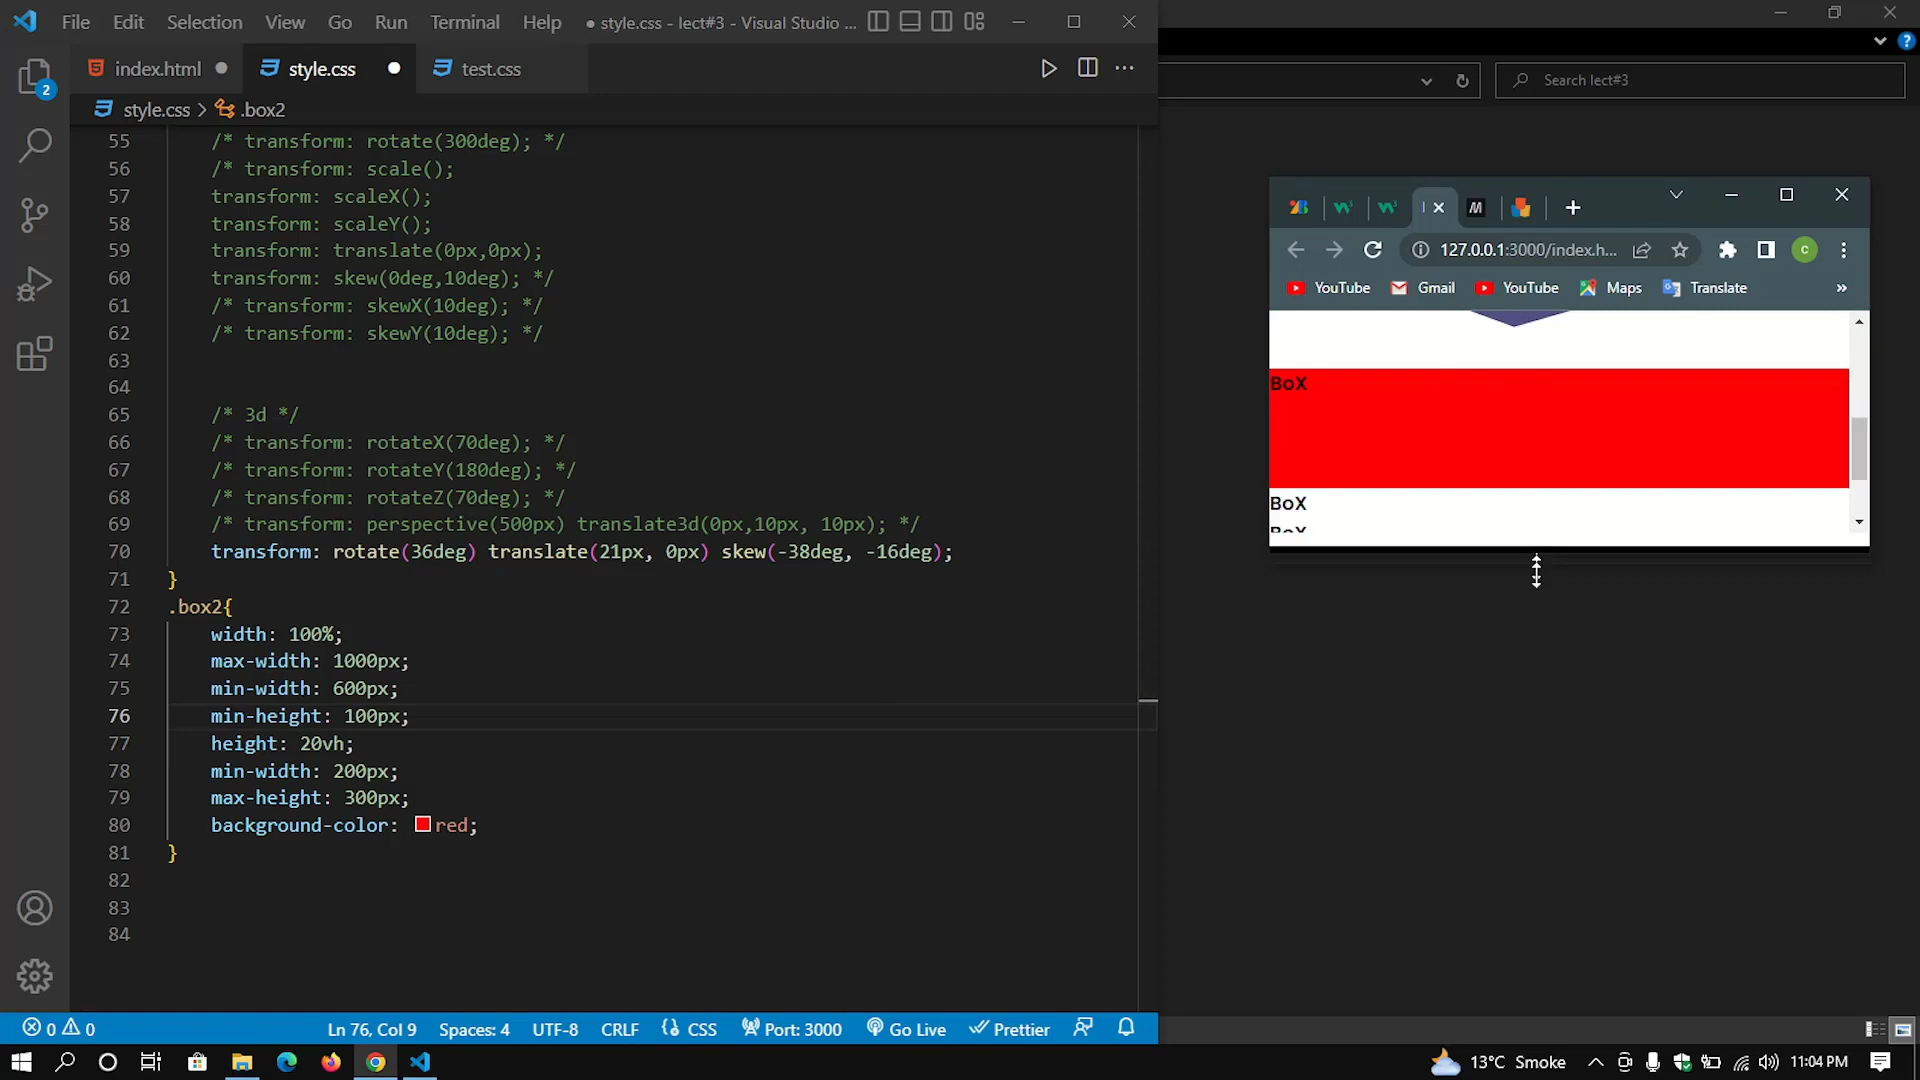 File Edit Selection View Go Run Terminal Help ● style.css - lect#3 - Visual Studio ...
index.html style.css test.css
style.css > .box2
55 /* transform: rotate(300deg); */
56 /* transform: scale();
57 transform: scaleX();
58 transform: scaleY();
59 transform: translate(0px,0px);
60 transform: skew(0deg,10deg); */
61 /* transform: skewX(10deg); */
62 /* transform: skewY(10deg); */
63
64
65 /* 3d */
66 /* transform: rotateX(70deg); */
67 /* transform: rotateY(180deg); */
68 /* transform: rotateZ(70deg); */
69 /* transform: perspective(500px) translate3d(0px,10px, 10px); */
70 transform: rotate(36deg) translate(21px, 0px) skew(-38deg, -16deg);
71 }
72 .box2{
73 width: 100%;
74 max-width: 1000px;
75 min-width: 600px;
76 min-height: 100px;
77 height: 20vh;
78 min-width: 200px;
79 max-height: 300px;
80 background-color: red;
81 }
82
83
84
2
0 0 Ln 76, Col 9 Spaces: 4 UTF-8 CRLF CSS Port: 3000 Go Live Prettier
Search lect#3
127.0.0.1:3000/index.h... C
YouTube Gmail YouTube Maps Translate »
BoX
BoX
BoX
13°C Smoke 11:04 PM